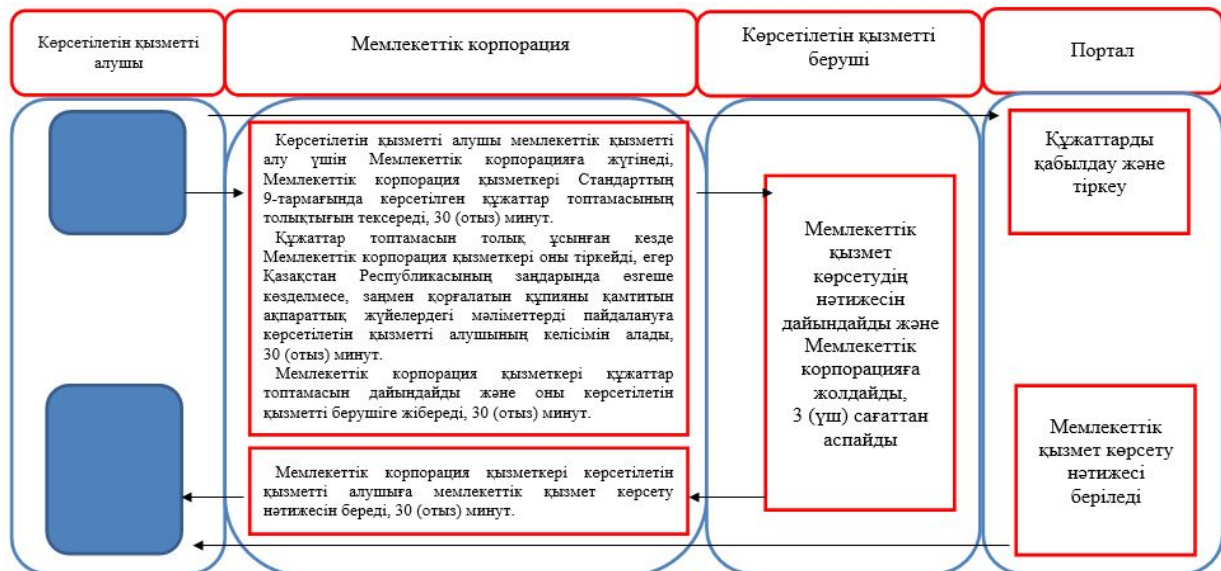 Көрсетілетін қызметті
алушы
Мемлекеттік корпорация
Көрсетілетін қызметті
беруші
Портал
Көрсетілетін қызметті алушы мемлекеттік қызметті
алу үшін Мемлекеттік корпорацияға жүгінеді,
Мемлекеттік корпорация қызметкері Стандарттың
9-тармағында көрсетілген құжаттар топтамасының
толықтығын тексереді, 30 (отыз) минут.
Құжаттар топтамасын толық ұсынған кезде
Мемлекеттік корпорация қызметкері оны тіркейді, егер
Қазақстан Республикасының заңдарында өзгеше
көзделмесе, заңмен қорғалатын құпияны қамтитын
ақпараттық жүйелердегі мәліметтерді пайдалануға
көрсетілетін қызметті алушының келісімін алады,
30 (отыз) минут.
Мемлекеттік корпорация қызметкері құжаттар
топтамасын дайындайды және оны көрсетілетін
қызметті берушіге жібереді, 30 (отыз) минут.
Мемлекеттік корпорация қызметкері көрсетілетін
қызметті алушыға мемлекеттік қызмет көрсету
нәтижесін береді, 30 (отыз) минут.
Мемлекеттік
қызмет
көрсетудің
нәтижесін
дайындайды және
Мемлекеттік
корпорацияға
жолдайды,
3 (үш) сағаттан
аспайды
Құжаттарды
қабылдау және
тіркеу
Мемлекеттік
қызмет көрсету
нәтижесі
беріледі